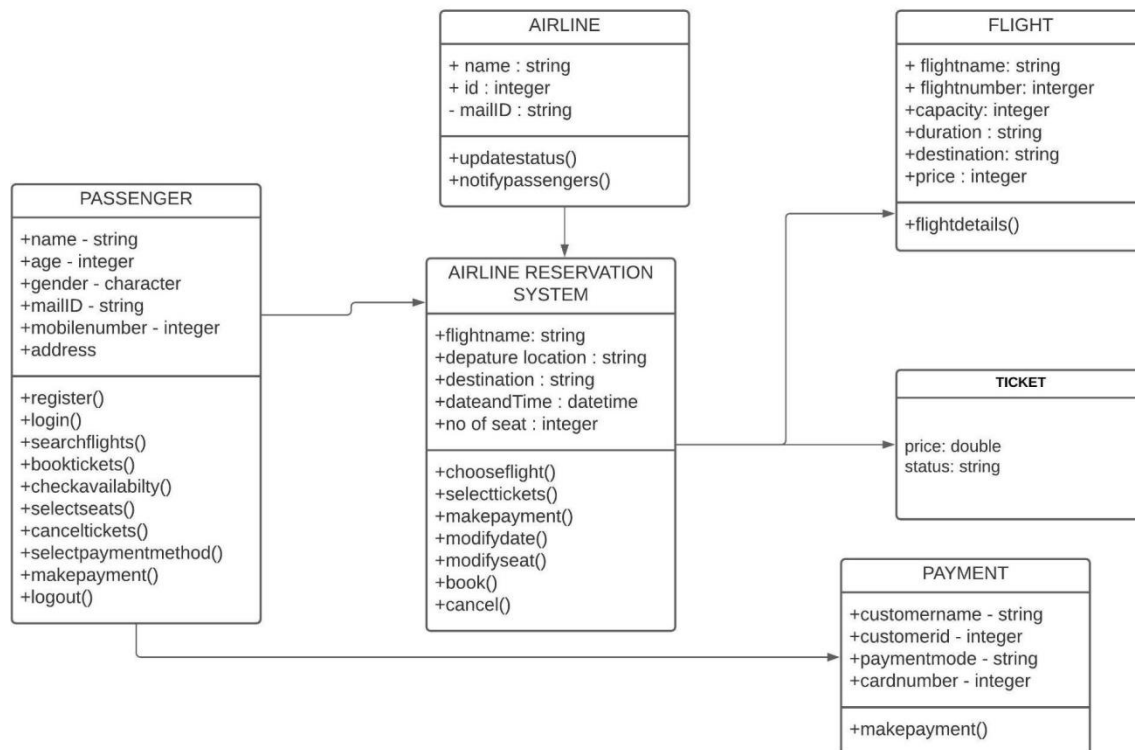 AIRLINE
+ name : string
+ id : integer
- mailID : string
+updatestatus()
+notifypassengers()
FLIGHT
+ flightname: string
+ flightnumber: interger
+capacity: integer
+duration : string
+destination: string
+price : integer
+flightdetails()
PASSENGER
+name - string
+age - integer
+gender - character
+mailID - string
+mobilenumber - integer
+address
+register()
+login()
+searchflights()
+booktickets()
+checkavailabilty()
+selectseats()
+canceltickets()
+selectpaymentmethod()
+makepayment()
+logout()
AIRLINE RESERVATION
SYSTEM
+flightname: string
+depature location : string
+destination : string
+dateandTime : datetime
+no of seat : integer
+chooseflight()
+selecttickets()
+makepayment()
+modifydate()
+modifyseat()
+book()
+cancel()
TICKET
price: double
status: string
PAYMENT
+customername - string
+customerid - integer
+paymentmode - string
+cardnumber - integer
+makepayment()